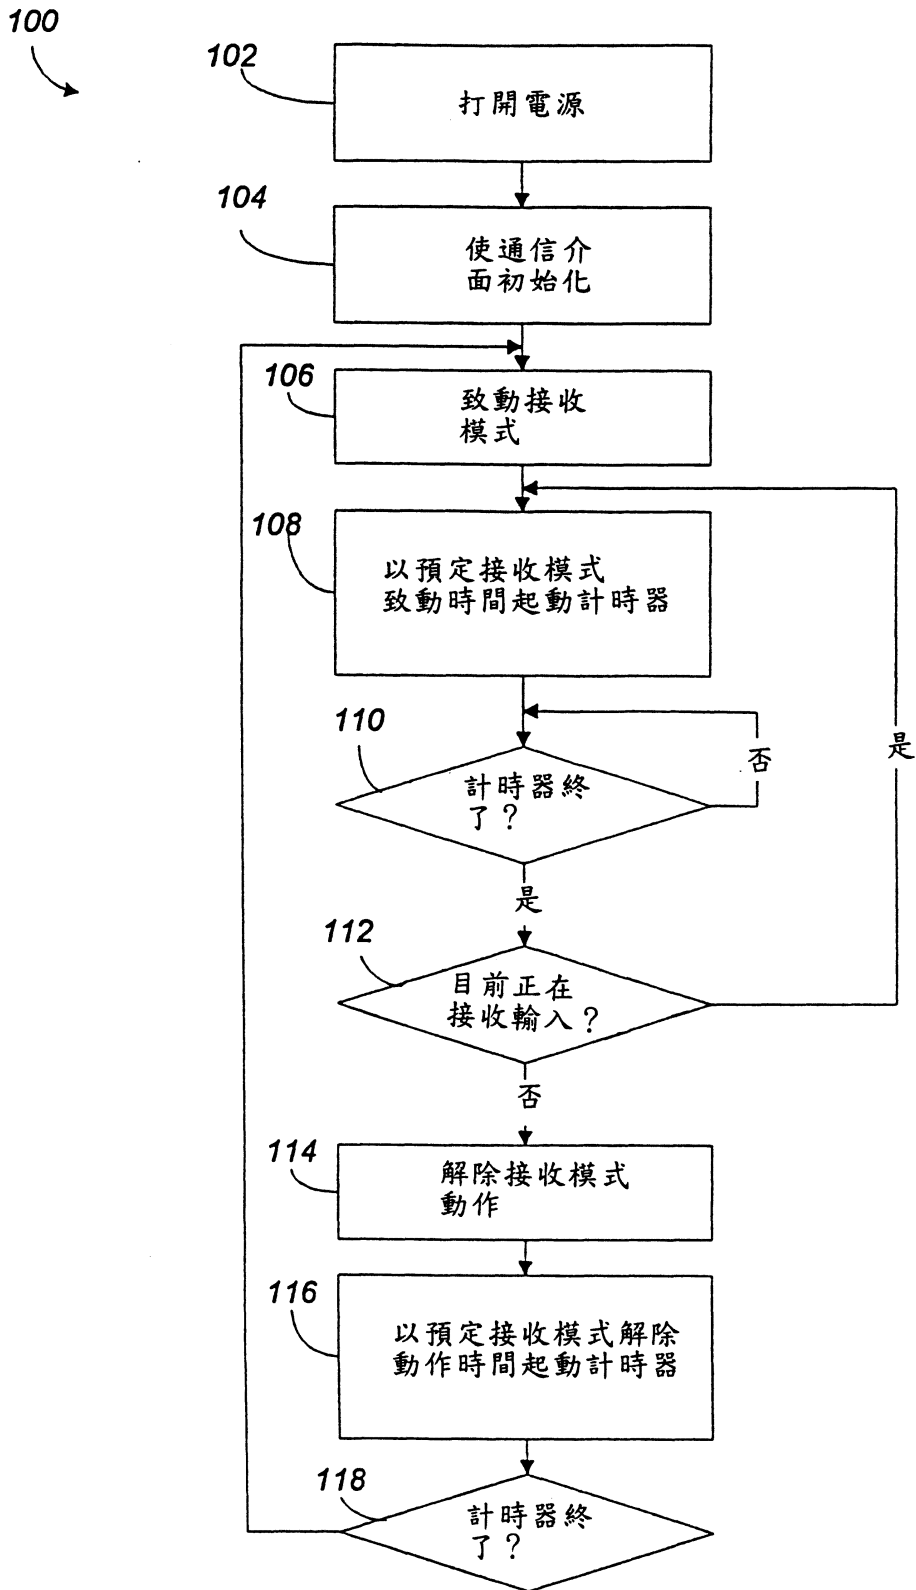 100
102
打開電源
104
使通信介
面初始化
106
致動接收
模式
108
以預定接收模式
致動時間起動計時器
110
計時器終
了?
否
是
是
112
目前正在
接收輸入?
否
114
解除接收模式
動作
116
以預定接收模式解除
動作時間起動計時器
118
計時器終
了?